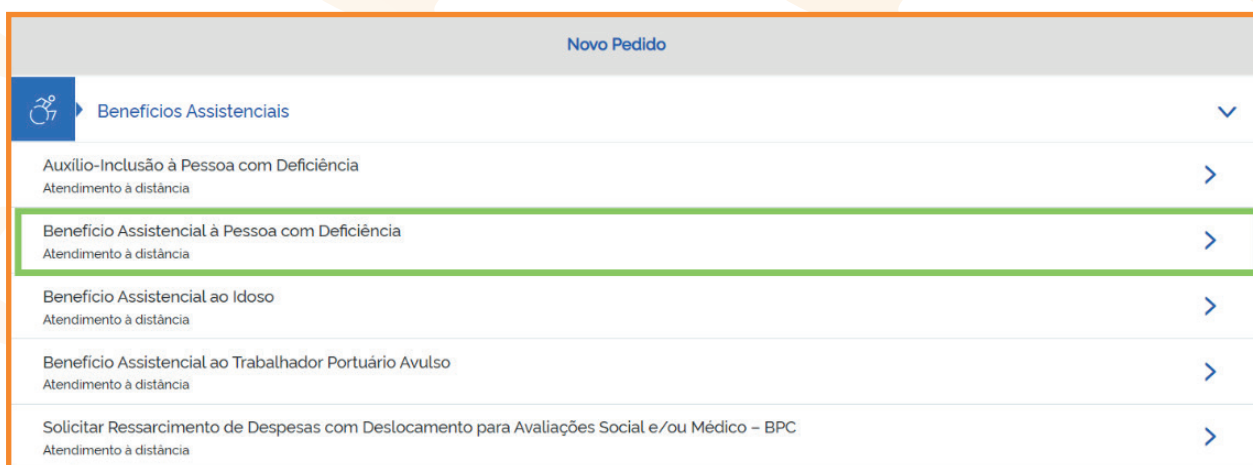 Novo Pedido
Benefícios Assistenciais
Auxílio-Inclusão à Pessoa com Deficiência
Atendimento à distância
Benefício Assistencial à Pessoa com Deficiência
Atendimento à distância
Benefício Assistencial ao Idoso
Atendimento à distância
Benefício Assistencial ao Trabalhador Portuário Avulso
Atendimento à distância
Solicitar Ressarcimento de Despesas com Deslocamento para Avaliações Social e/ou Médico – BPC
Atendimento à distância